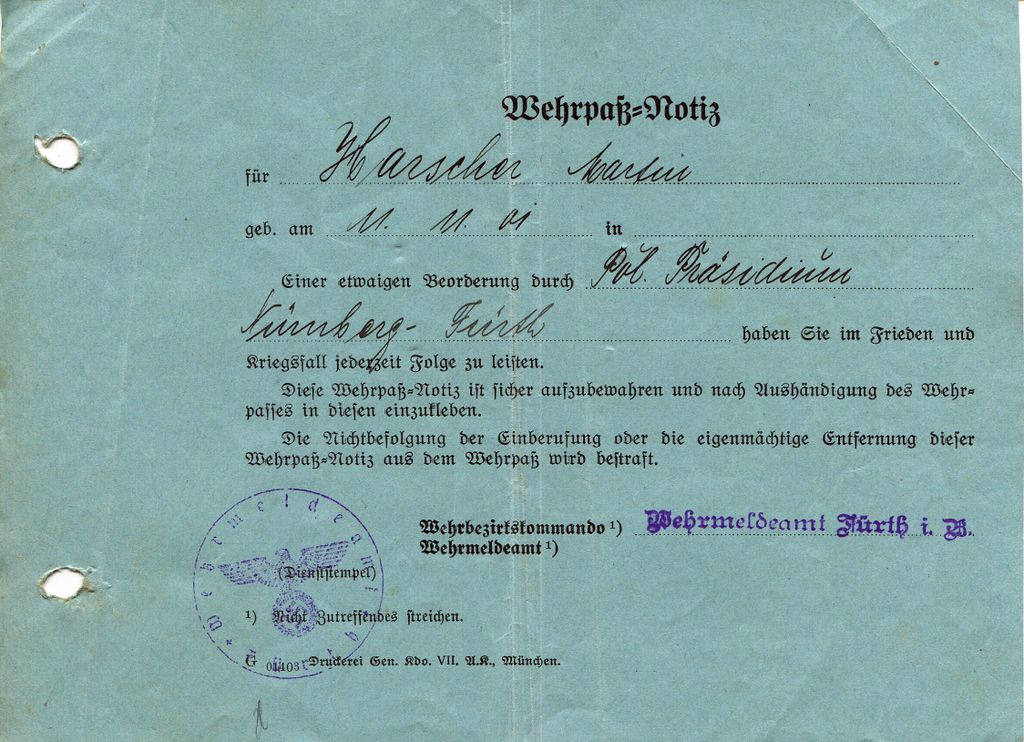 Wehrpaß-Notiz
für Harscher Martin
geb. am 11. 11. 01 in
Einer etwaigen Beorderung durch Pol. Präsidium
Nürnberg-Fürth haben Sie im Frieden und
Kriegsfall jederzeit Folge zu leisten.
Diese Wehrpaß-Notiz ist sicher aufzubewahren und nach Aushändigung des Wehr-
passes in diesen einzukleben.
Die Nichtbefolgung der Einberufung oder die eigenmächtige Entfernung dieser
Wehrpaß-Notiz aus dem Wehrpaß wird bestraft.
Wehrbezirkskommando ¹) Wehrmeldeamt Fürth i. B.
Wehrmeldeamt ¹)
Wehrmeldeamt
(Dienststempel)
¹) Nicht Zutreffendes streichen.
G 01403 Druckerei Gen. Kdo. VII. A.K., München.